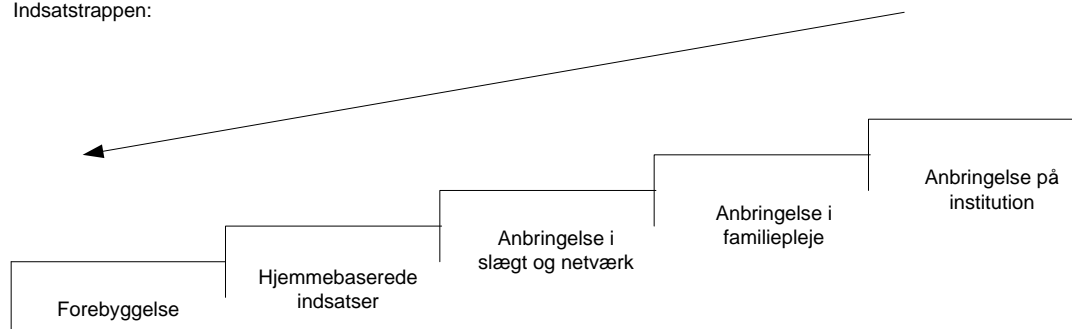 Indsatstrappen:
Forebyggelse
Hjemmebaserede
indsatser
Anbringelse i
slægt og netværk
Anbringelse i
familiepleje
Anbringelse på
institution